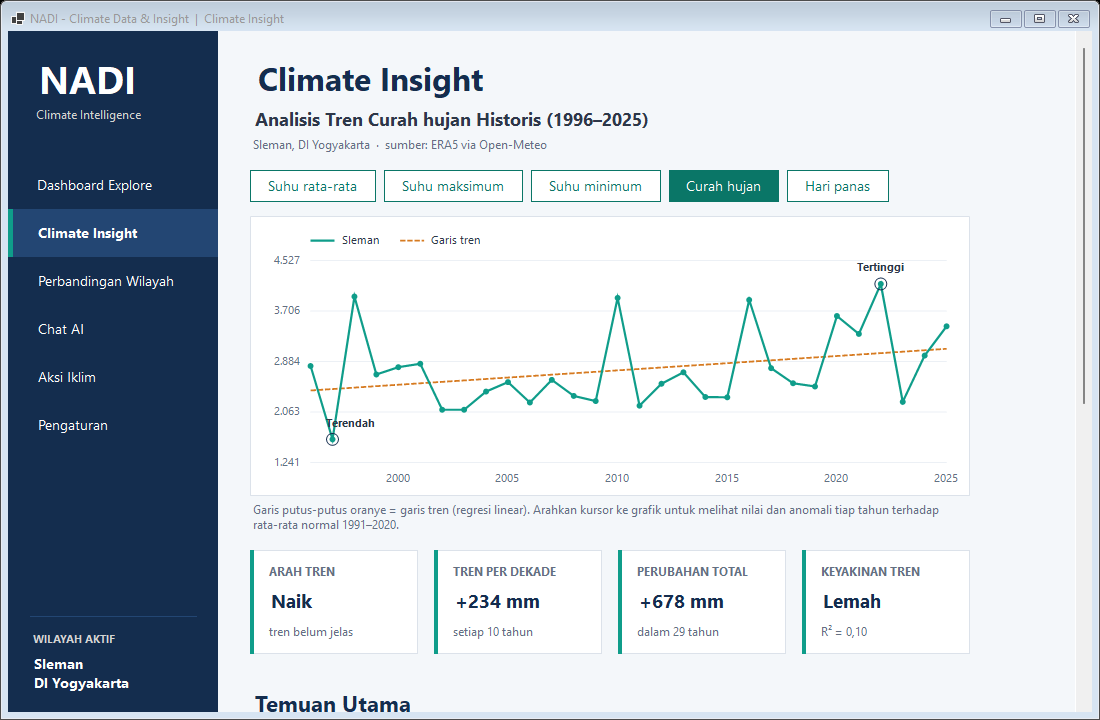 NADI - Climate Data & Insight | Climate Insight
NADI
Climate Intelligence
Dashboard Explore
Climate Insight
Perbandingan Wilayah
Chat AI
Aksi Iklim
Pengaturan
WILAYAH AKTIF
Sleman
DI Yogyakarta
Climate Insight
Analisis Tren Curah hujan Historis (1996–2025)
Sleman, DI Yogyakarta · sumber: ERA5 via Open-Meteo
Suhu rata-rata
Suhu maksimum
Suhu minimum
Curah hujan
Hari panas
Sleman
Garis tren
4.527
3.706
2.884
2.063
1.241
Tertinggi
Terendah
2000
2005
2010
2015
2020
2025
Garis putus-putus oranye = garis tren (regresi linear). Arahkan kursor ke grafik untuk melihat nilai dan anomali tiap tahun terhadap
rata-rata normal 1991–2020.
ARAH TREN
Naik
tren belum jelas
TREN PER DEKADE
+234 mm
setiap 10 tahun
PERUBAHAN TOTAL
+678 mm
dalam 29 tahun
KEYAKINAN TREN
Lemah
R² = 0,10
Temuan Utama